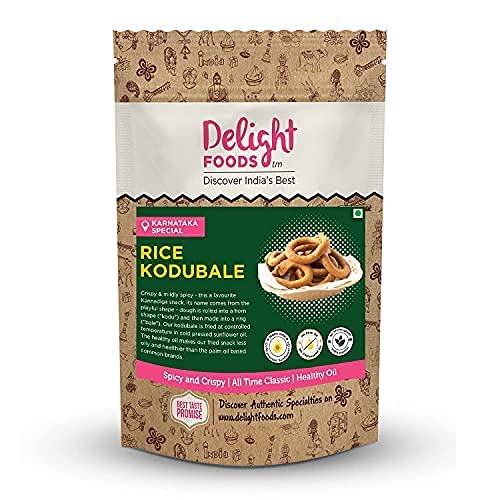 Delight
FOODS tm
Discover India's Best
KARNATAKA
SPECIAL
RICE
KODUBALE
Crispy & mildly spicy - this a favourite
Kannadiga snack, its name comes from the
playful shape - dough is rolled into a horn
shape ("kodu") and then made into a ring
("bale"). Our kodubale is fried at controlled
temperature in cold pressed sunflower oil.
The healthy oil makes our fried snack less
oily and healthier than the palm oil based
common brands.
Spicy and Crispy | All Time Classic | Healthy Oil
BEST TASTE
PROMISE
Discover Authentic Specialties on
www.delightfoods.com
India